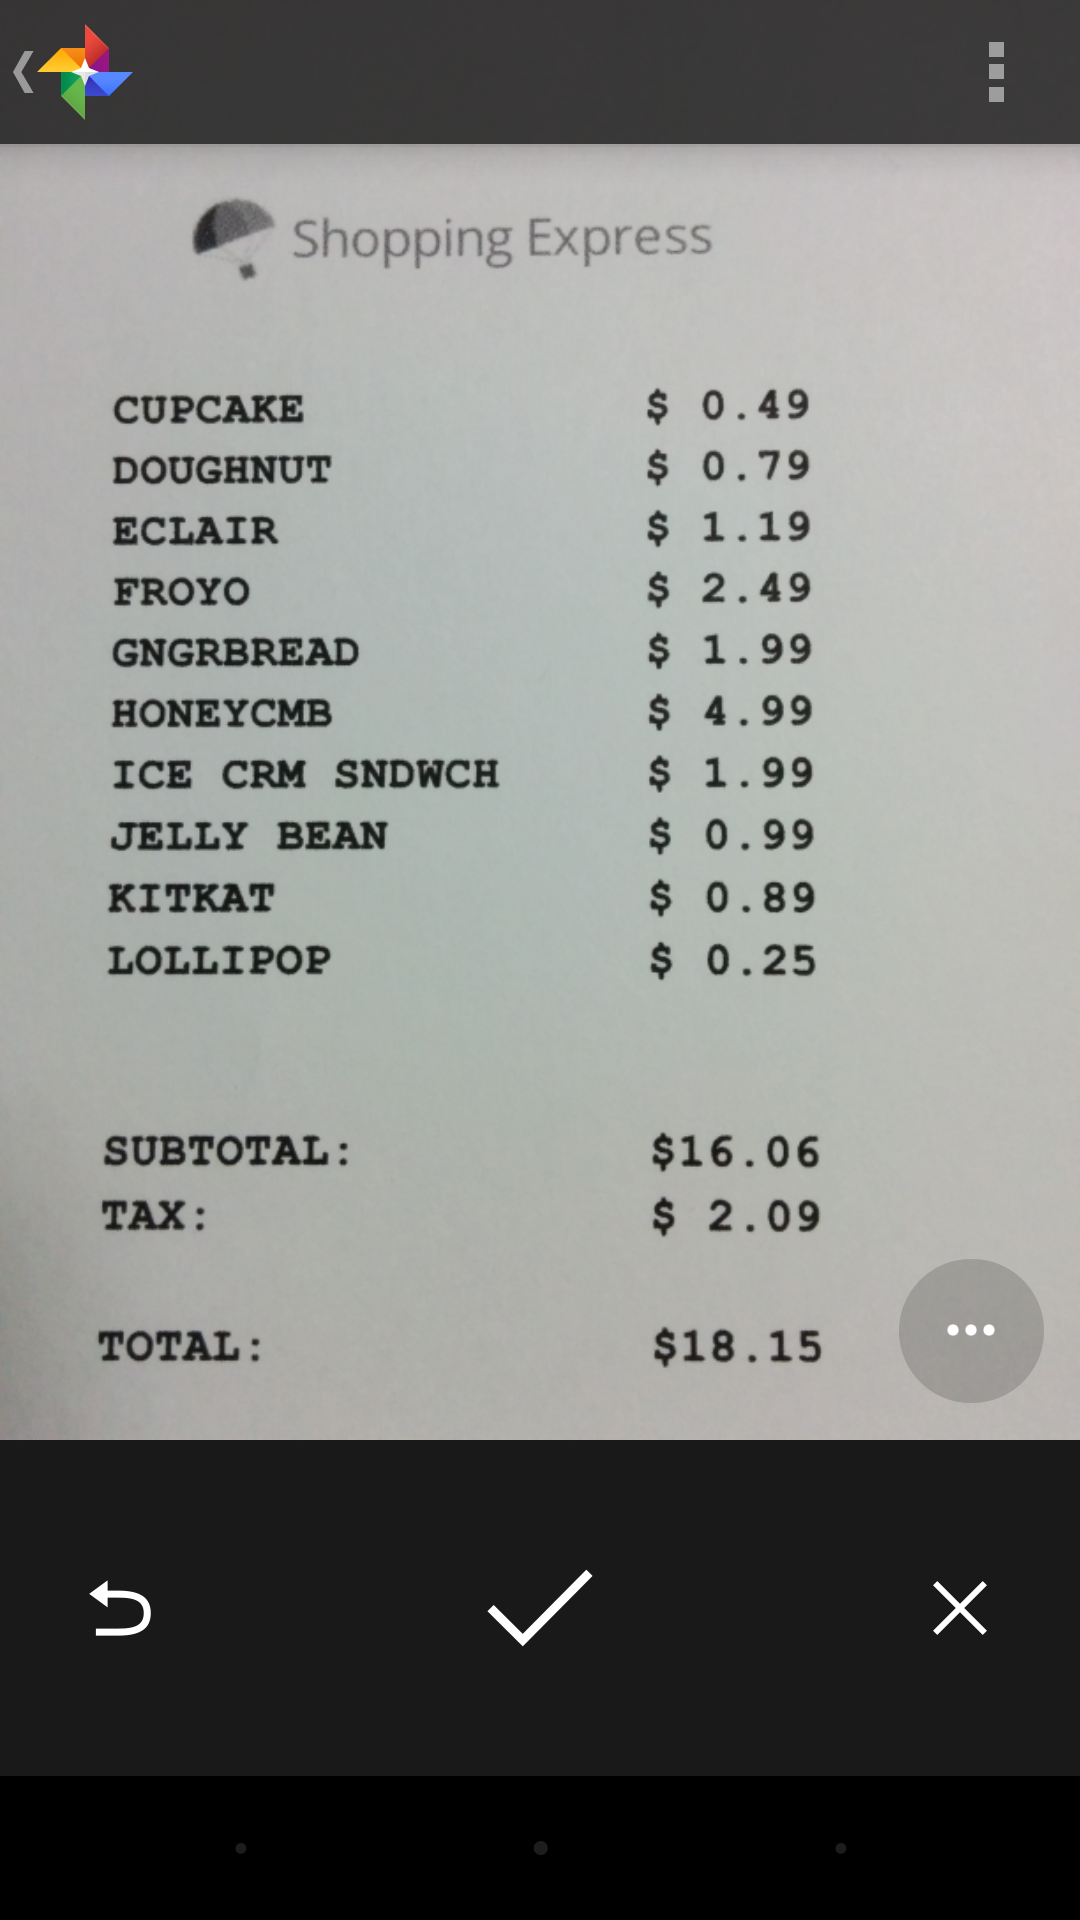 Shopping Express
CUPCAKE $ 0.49
DOUGHNUT $ 0.79
ECLAIR $ 1.19
FROYO $ 2.49
GNGRBREAD $ 1.99
HONEYCMB $ 4.99
ICE CRM SNDWCH $ 1.99
JELLY BEAN $ 0.99
KITKAT $ 0.89
LOLLIPOP $ 0.25
SUBTOTAL: $16.06
TAX: $ 2.09
TOTAL: $18.15